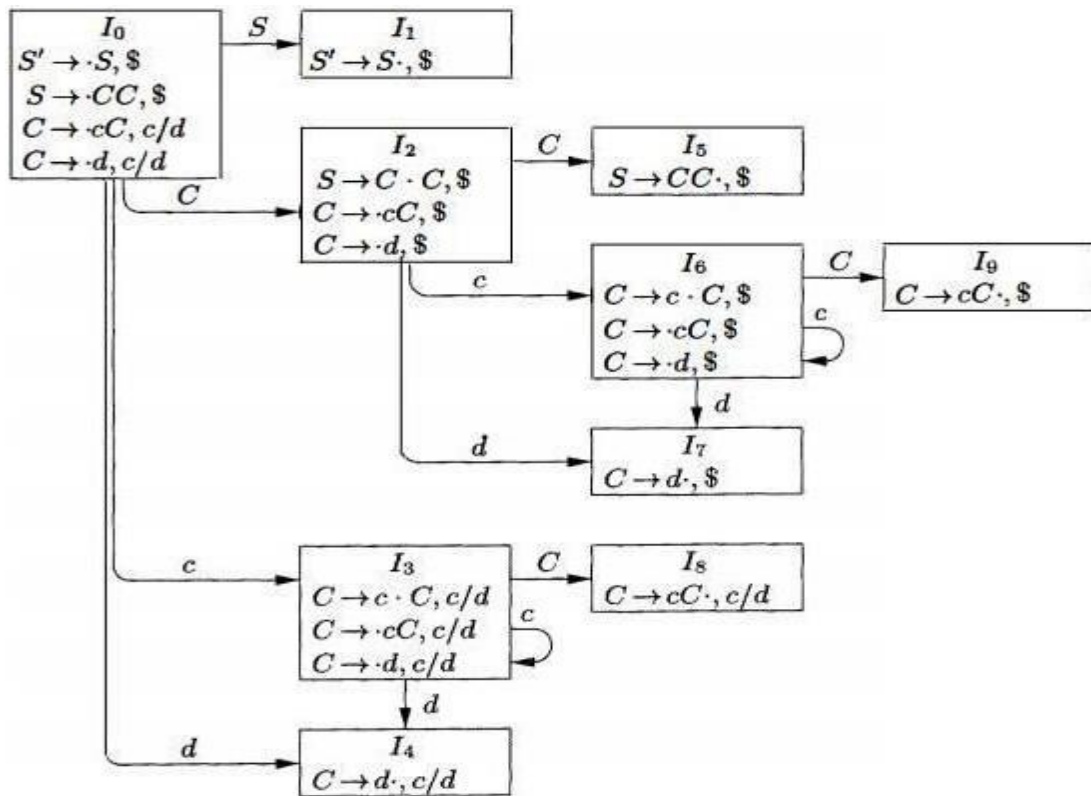 I₀
S′ → ·S, $
S → ·CC, $
C → ·cC, c/d
C → ·d, c/d
S
I₁
S′ → S·, $
C
I₂
S → C · C, $
C → ·cC, $
C → ·d, $
C
I₅
S → CC·, $
c
I₆
C → c · C, $
C → ·cC, $
C → ·d, $
C
I₉
C → cC·, $
c
d
d
I₇
C → d·, $
c
I₃
C → c · C, c/d
C → ·cC, c/d
C → ·d, c/d
C
I₈
C → cC·, c/d
c
d
d
I₄
C → d·, c/d